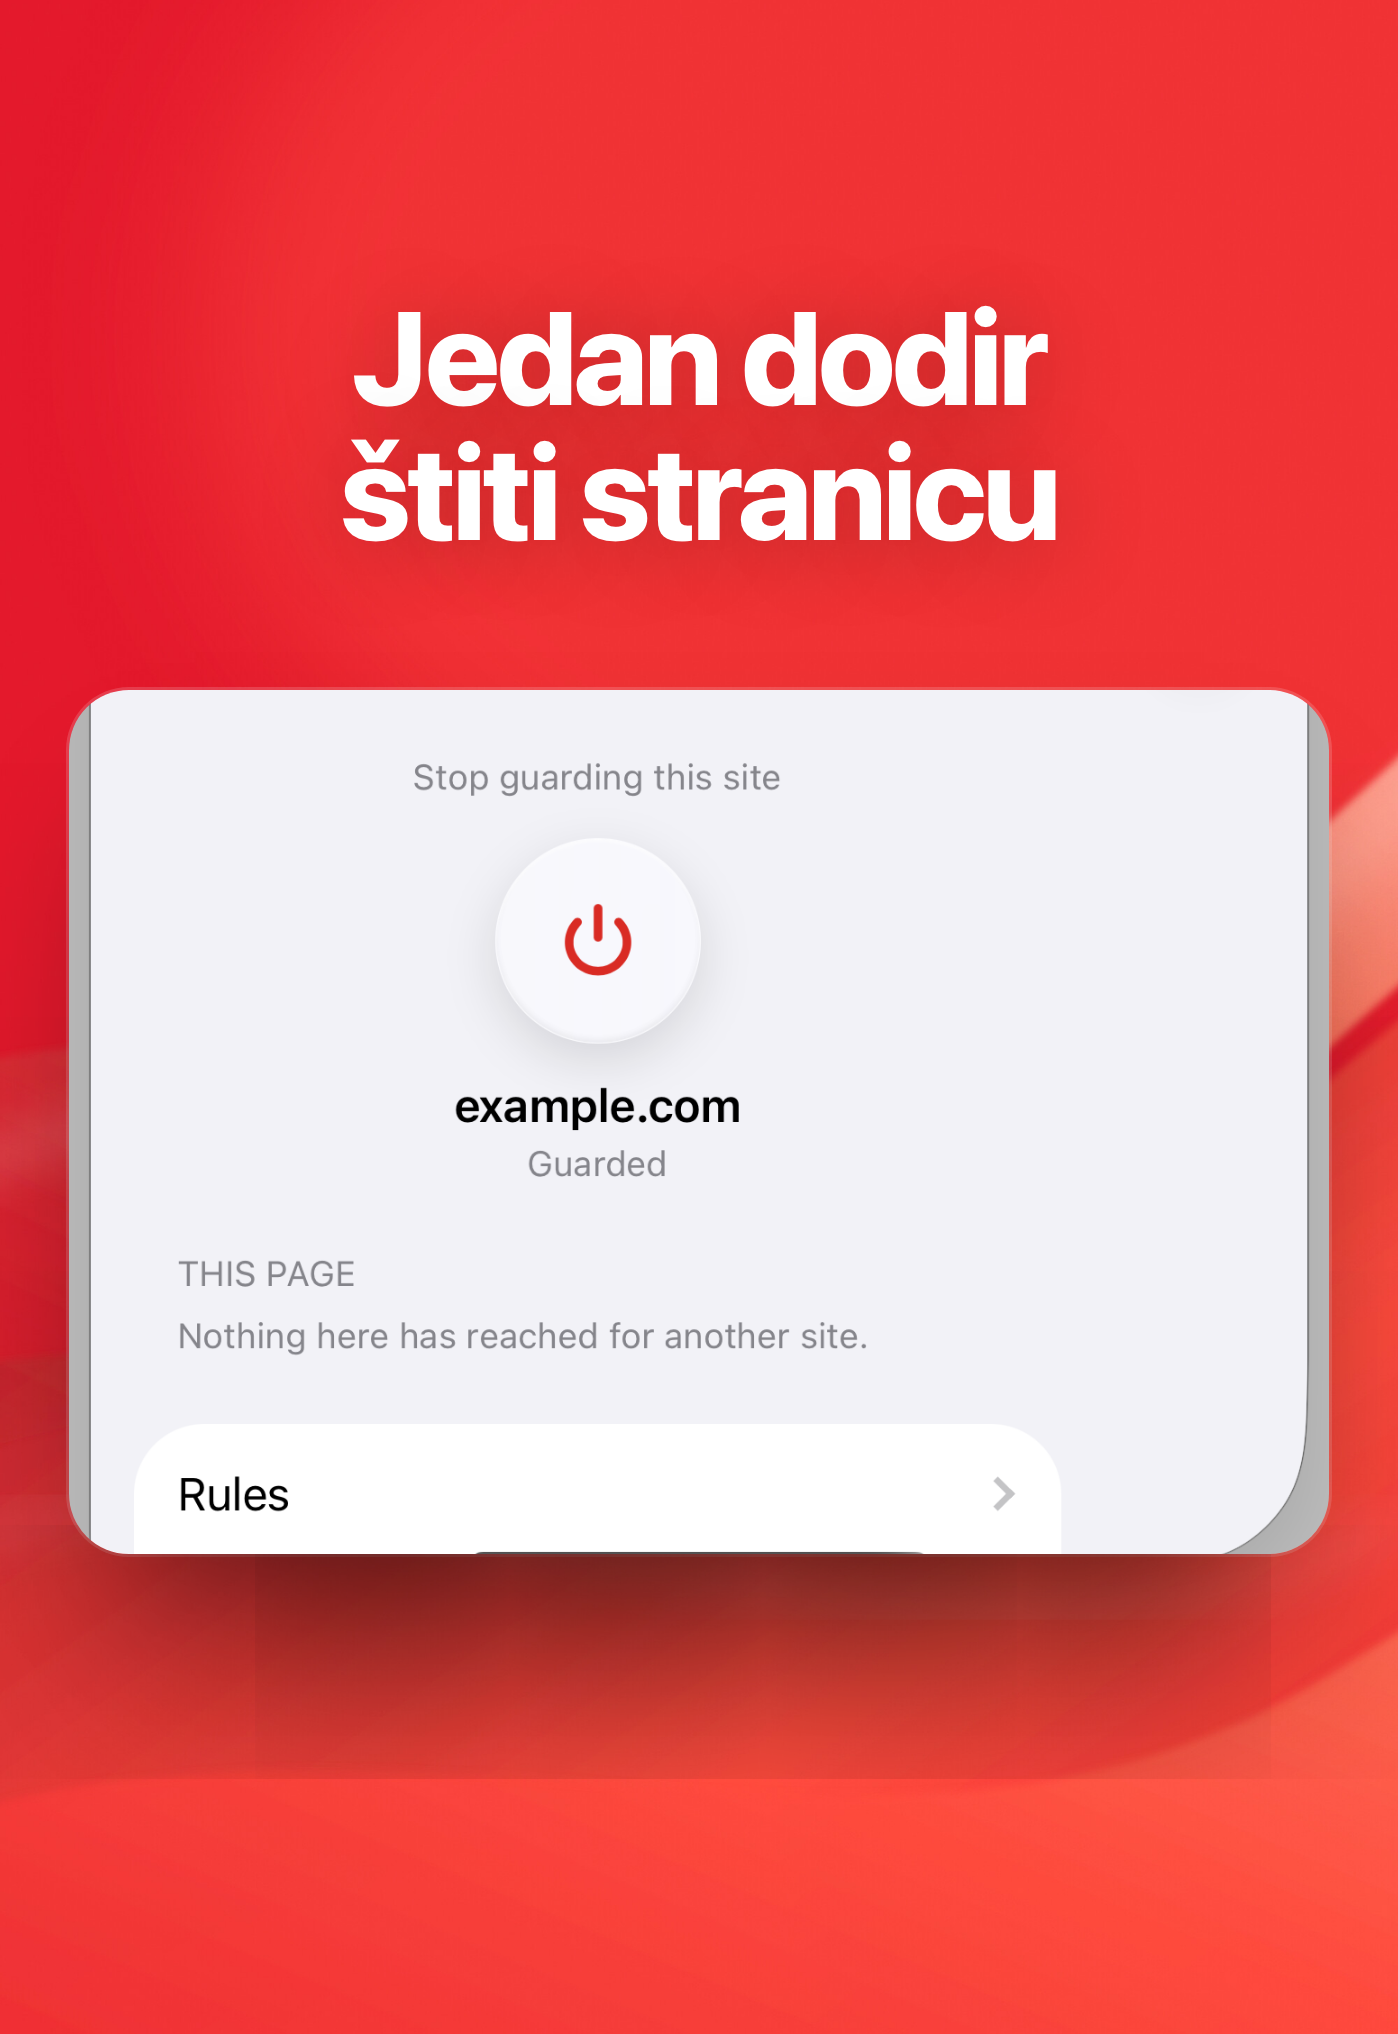 Jedan dodir
štiti stranicu
Stop guarding this site
example.com
Guarded
THIS PAGE
Nothing here has reached for another site.
Rules